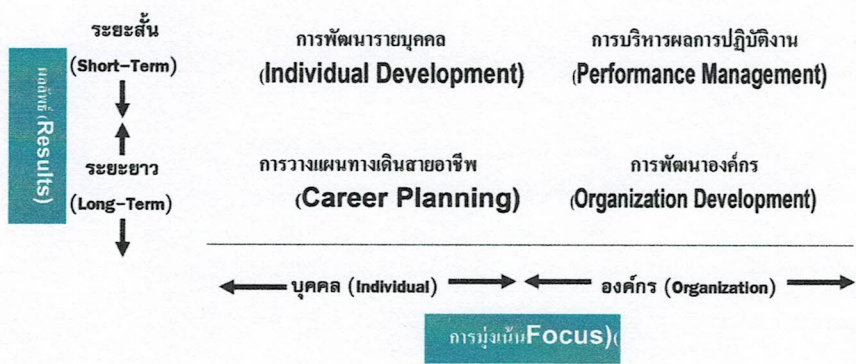 ระยะสั้น
(Short-Term)
ผลลัพธ์ (Results)
ระยะยาว
(Long-Term)
การพัฒนารายบุคคล
(Individual Development)
การบริหารผลการปฏิบัติงาน
(Performance Management)
การวางแผนทางเดินสายอาชีพ
(Career Planning)
การพัฒนาองค์กร
(Organization Development)
บุคคล (Individual)
องค์กร (Organization)
การมุ่งเน้นFocus)(